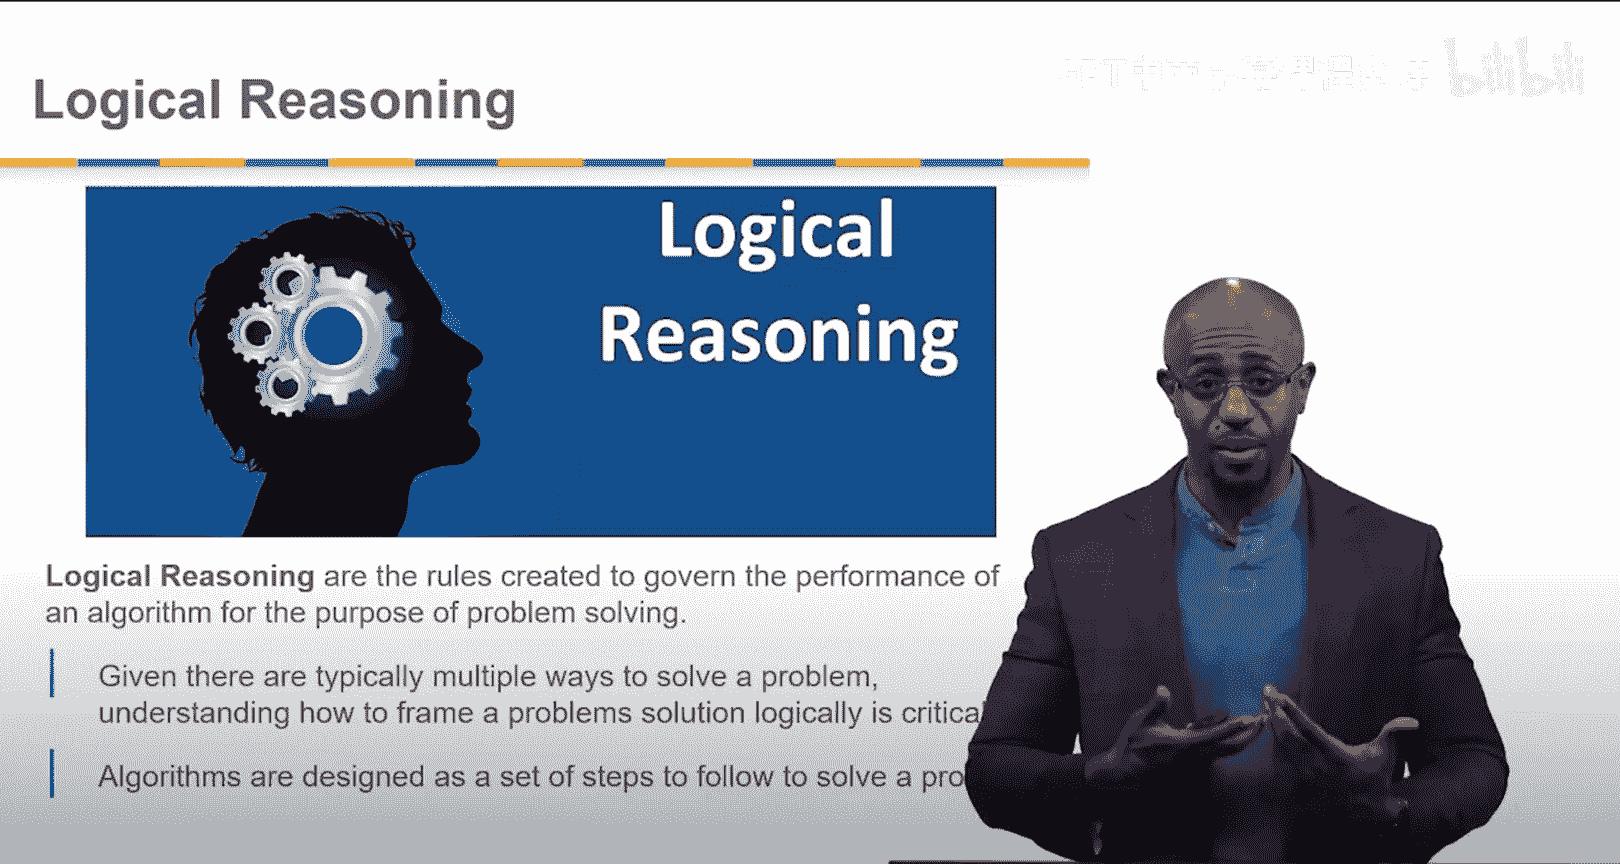 Logical Reasoning
bilibili
Logical
Reasoning
Logical Reasoning are the rules created to govern the performance of
an algorithm for the purpose of problem solving.
Given there are typically multiple ways to solve a problem,
understanding how to frame a problems solution logically is critica
Algorithms are designed as a set of steps to follow to solve a pro